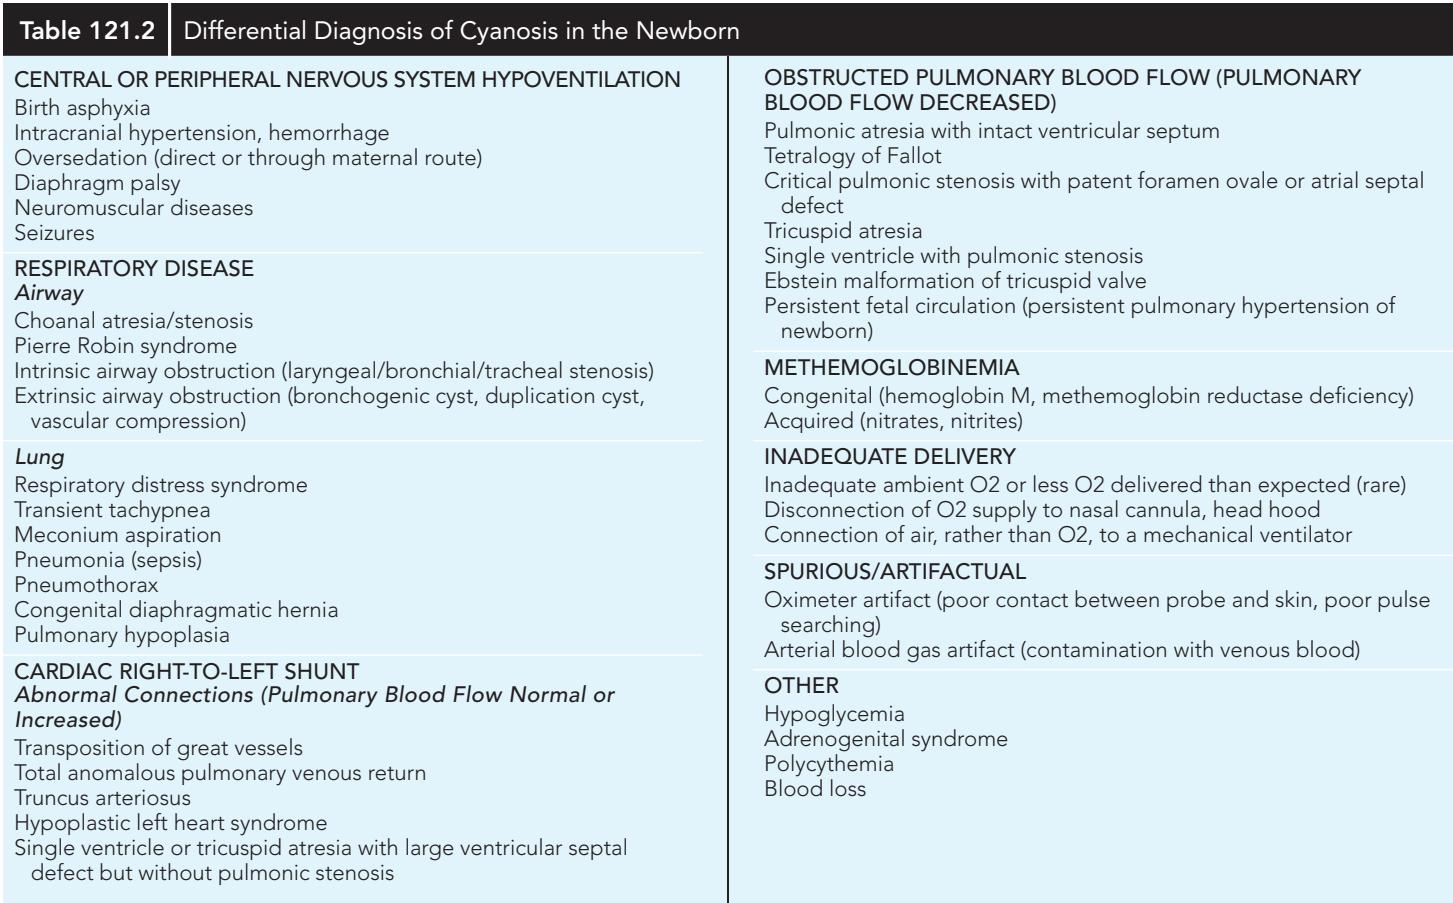 Table 121.2 Differential Diagnosis of Cyanosis in the Newborn
CENTRAL OR PERIPHERAL NERVOUS SYSTEM HYPOVENTILATION
Birth asphyxia
Intracranial hypertension, hemorrhage
Oversedation (direct or through maternal route)
Diaphragm palsy
Neuromuscular diseases
Seizures
RESPIRATORY DISEASE
Airway
Choanal atresia/stenosis
Pierre Robin syndrome
Intrinsic airway obstruction (laryngeal/bronchial/tracheal stenosis)
Extrinsic airway obstruction (bronchogenic cyst, duplication cyst,
vascular compression)
Lung
Respiratory distress syndrome
Transient tachypnea
Meconium aspiration
Pneumonia (sepsis)
Pneumothorax
Congenital diaphragmatic hernia
Pulmonary hypoplasia
CARDIAC RIGHT-TO-LEFT SHUNT
Abnormal Connections (Pulmonary Blood Flow Normal or
Increased)
Transposition of great vessels
Total anomalous pulmonary venous return
Truncus arteriosus
Hypoplastic left heart syndrome
Single ventricle or tricuspid atresia with large ventricular septal
defect but without pulmonic stenosis
OBSTRUCTED PULMONARY BLOOD FLOW (PULMONARY
BLOOD FLOW DECREASED)
Pulmonic atresia with intact ventricular septum
Tetralogy of Fallot
Critical pulmonic stenosis with patent foramen ovale or atrial septal
defect
Tricuspid atresia
Single ventricle with pulmonic stenosis
Ebstein malformation of tricuspid valve
Persistent fetal circulation (persistent pulmonary hypertension of
newborn)
METHEMOGLOBINEMIA
Congenital (hemoglobin M, methemoglobin reductase deficiency)
Acquired (nitrates, nitrites)
INADEQUATE DELIVERY
Inadequate ambient O2 or less O2 delivered than expected (rare)
Disconnection of O2 supply to nasal cannula, head hood
Connection of air, rather than O2, to a mechanical ventilator
SPURIOUS/ARTIFACTUAL
Oximeter artifact (poor contact between probe and skin, poor pulse
searching)
Arterial blood gas artifact (contamination with venous blood)
OTHER
Hypoglycemia
Adrenogenital syndrome
Polycythemia
Blood loss